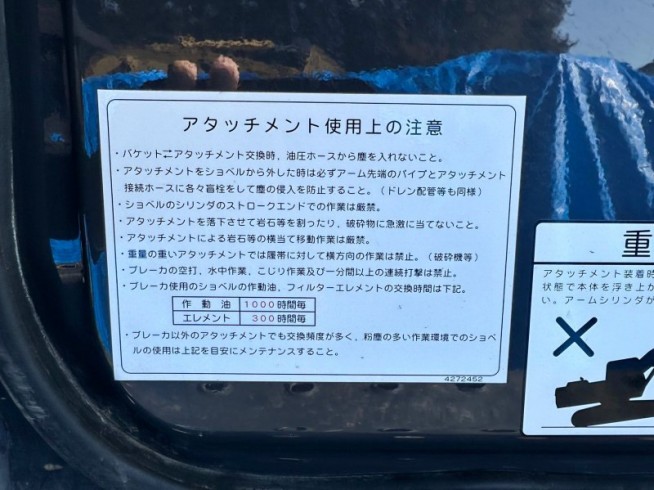 アタッチメント使用上の注意
・バケット⇄アタッチメント交換時、油圧ホースから塵を入れないこと。
・アタッチメントをショベルから外した時は必ずアーム先端のパイプとアタッチメント
接続ホースに各々盲栓をして塵の侵入を防止すること。（ドレン配管等も同様）
・ショベルのシリンダのストロークエンドでの作業は厳禁。
・アタッチメントを落下させて岩石等を割ったり、破砕物に急激に当てないこと。
・アタッチメントによる岩石等の横当て移動作業は厳禁。
・重量の重いアタッチメントでは履帯に対して横方向の作業は禁止。（破砕機等）
・ブレーカの空打、水中作業、こじり作業及び一分間以上の連続打撃は禁止。
・ブレーカ使用のショベルの作動油、フィルターエレメントの交換時間は下記。
作動油 1000時間毎
エレメント 300時間毎
・ブレーカ以外のアタッチメントでも交換頻度が多く、粉塵の多い作業環境でのショベ
ルの使用は上記を目安にメンテナンスすること。
4272452
重
アタッチメント装着時
状態で本体を浮き上か
い。アームシリンダが